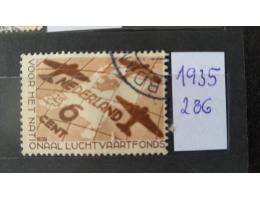 VOOR HET NATI-
ONAAL LUCHTVAARTFONDS
NEDERLAND
6
CENT
1935
286